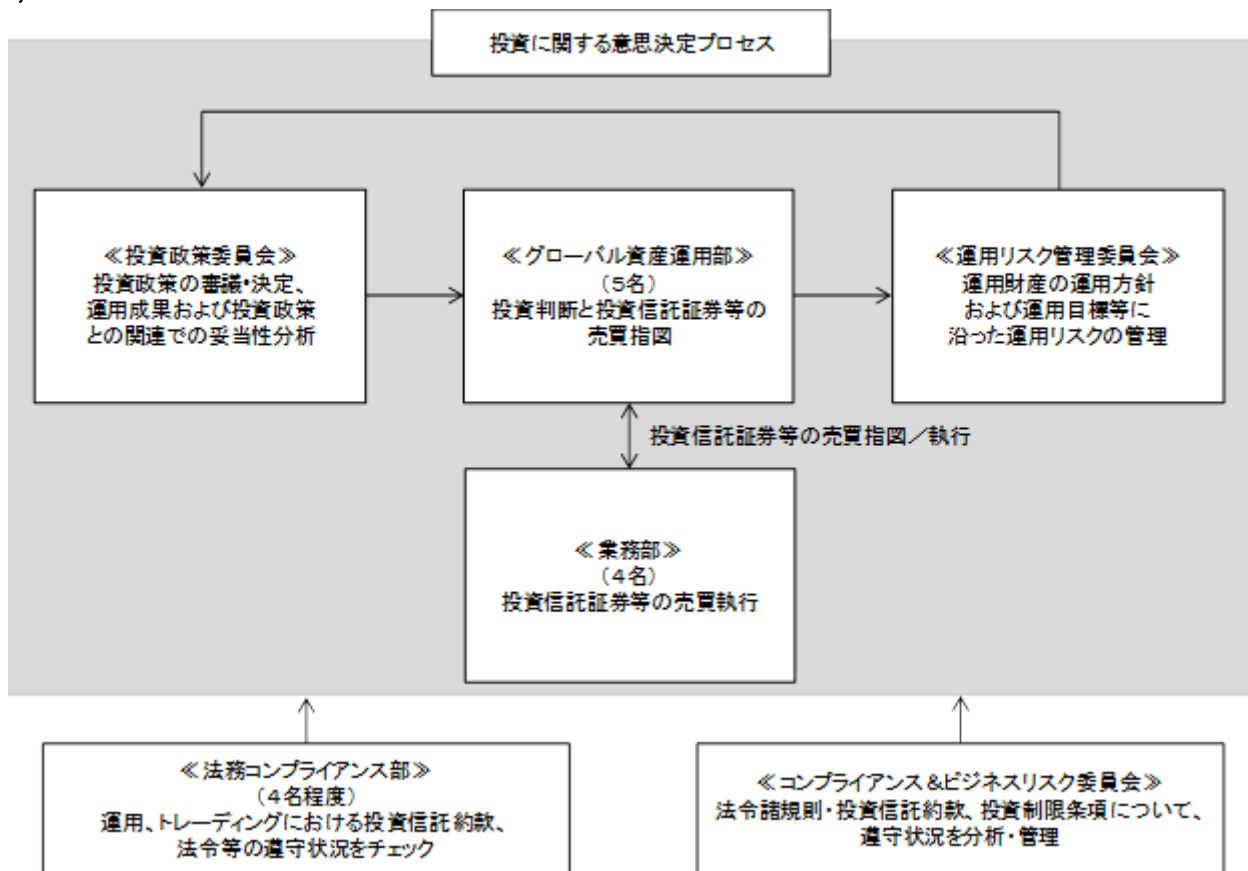 投資に関する意思決定プロセス
≪投資政策委員会≫
投資政策の審議・決定、
運用成果および投資政策
との関連での妥当性分析
≪グローバル資産運用部≫
（5名）
投資判断と投資信託証券等の
売買指図
≪運用リスク管理委員会≫
運用財産の運用方針
および運用目標等に
沿った運用リスクの管理
投資信託証券等の売買指図／執行
≪業務部≫
（4名）
投資信託証券等の売買執行
≪法務コンプライアンス部≫
（4名程度）
運用、トレーディングにおける投資信託約款、
法令等の遵守状況をチェック
≪コンプライアンス＆ビジネスリスク委員会≫
法令諸規則・投資信託約款、投資制限条項について、
遵守状況を分析・管理